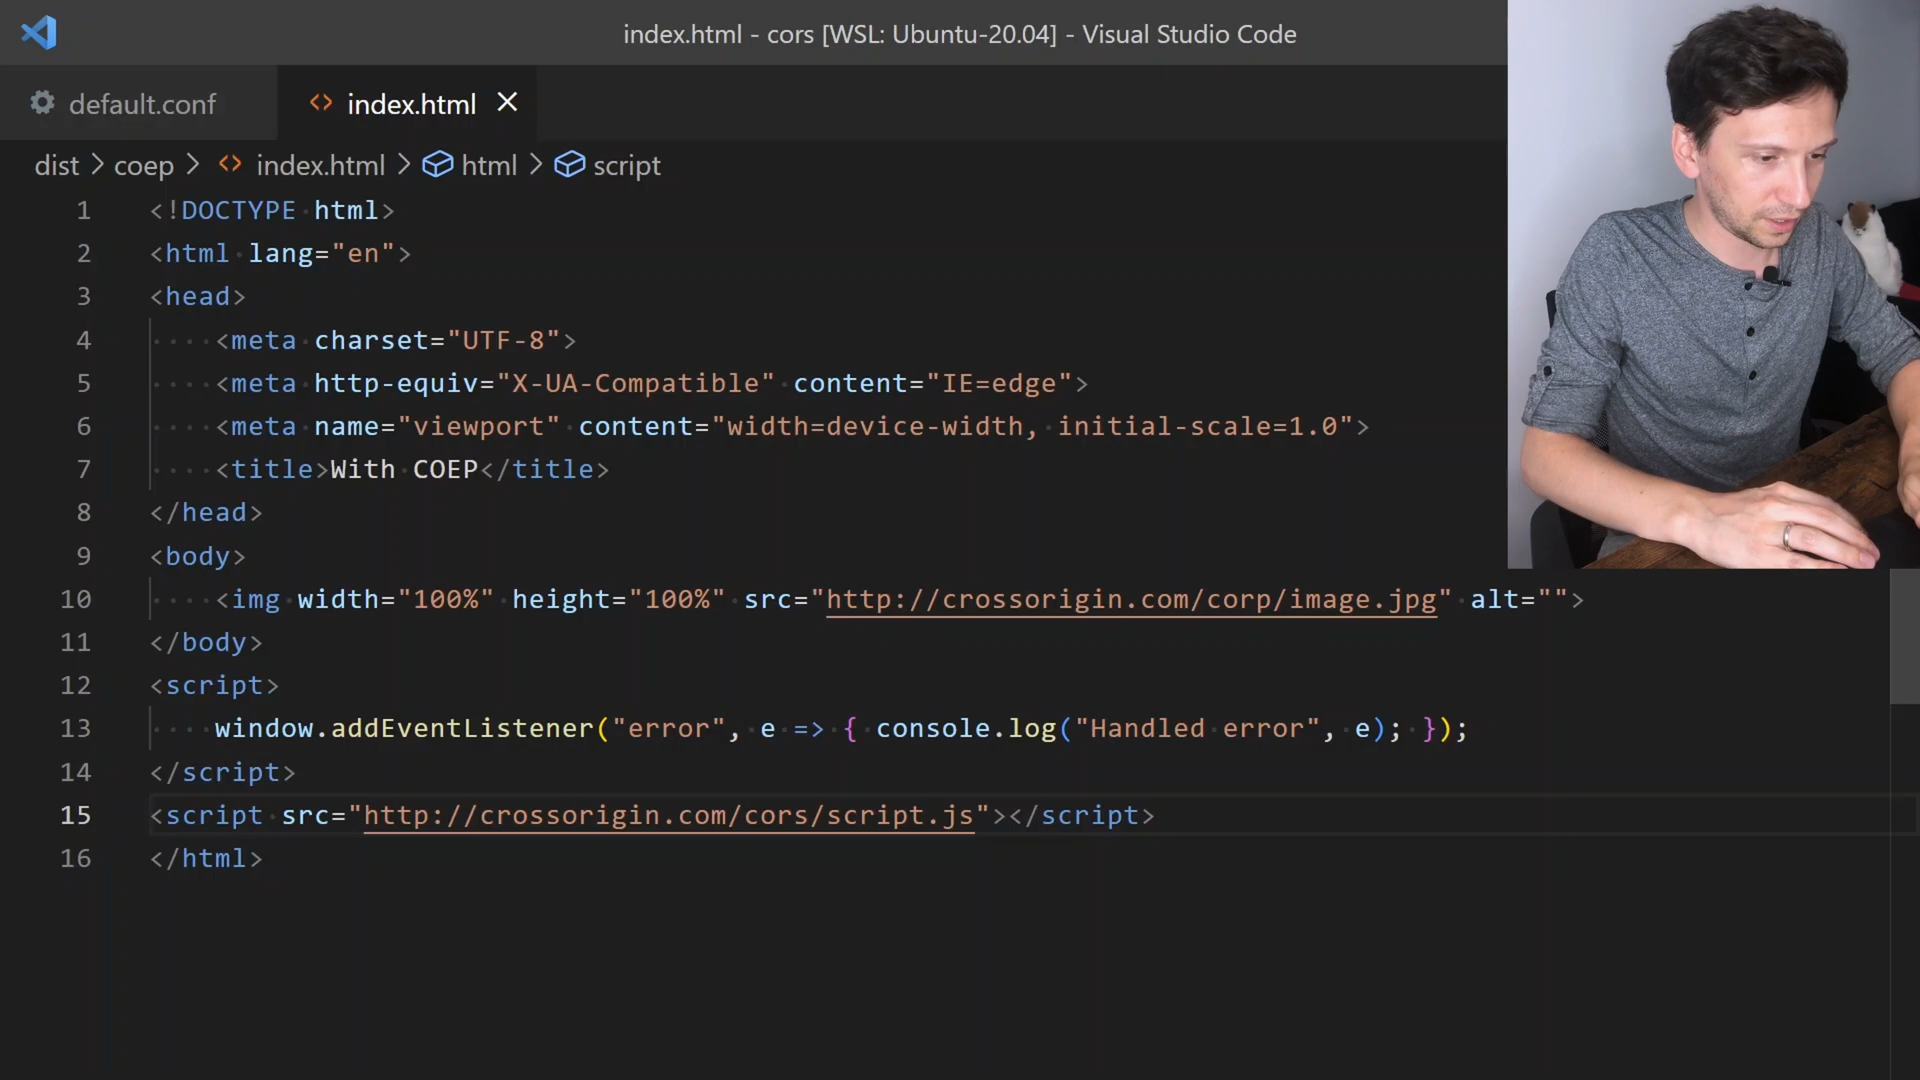 index.html - cors [WSL: Ubuntu-20.04] - Visual Studio Code
default.conf
index.html
dist > coep > index.html > html > script
1 <!DOCTYPE html>
2 <html lang="en">
3 <head>
4 <meta charset="UTF-8">
5 <meta http-equiv="X-UA-Compatible" content="IE=edge">
6 <meta name="viewport" content="width=device-width, initial-scale=1.0">
7 <title>With COEP</title>
8 </head>
9 <body>
10 <img width="100%" height="100%" src="http://crossorigin.com/corp/image.jpg" alt="">
11 </body>
12 <script>
13 window.addEventListener("error", e => { console.log("Handled error", e); });
14 </script>
15 <script src="http://crossorigin.com/cors/script.js"></script>
16 </html>